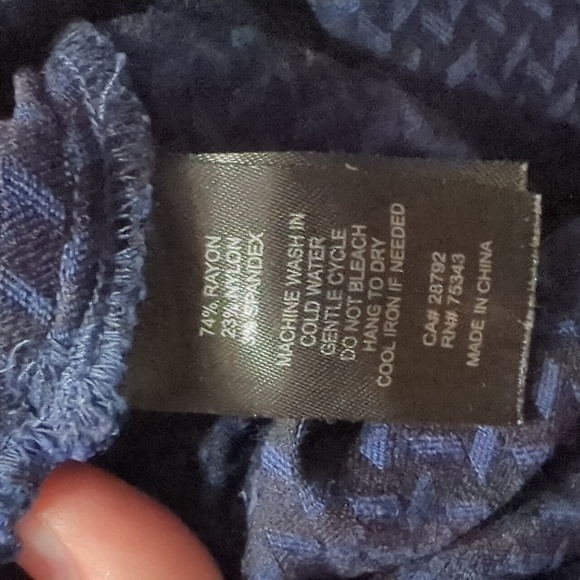 74% RAYON
23% NYLON
3% SPANDEX
MACHINE WASH IN
COLD WATER
GENTLE CYCLE
DO NOT BLEACH
HANG TO DRY
COOL IRON IF NEEDED
CA# 28792
RN# 75343
MADE IN CHINA